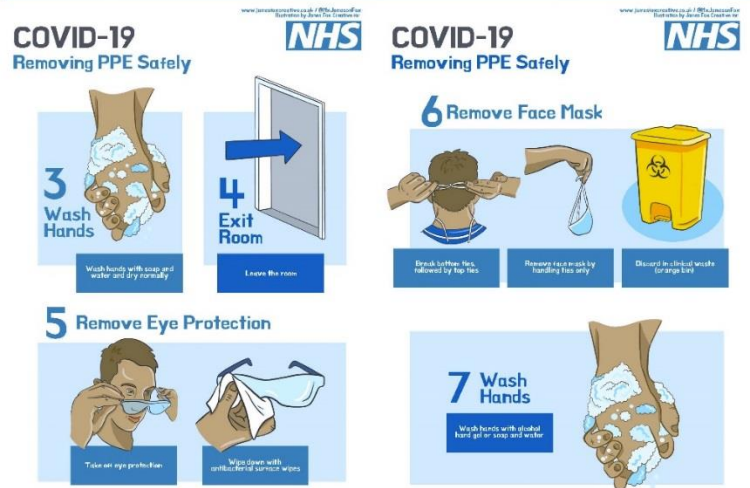 COVID-19
Removing PPE Safely
NHS
3
Wash
Hands
Wash hands with soap and
water and dry normally
4
Exit
Room
Leave the room
5 Remove Eye Protection
Take off eye protection
Wipe down with
antibacterial surface wipes
COVID-19
Removing PPE Safely
NHS
6 Remove Face Mask
Break bottom ties,
followed by top ties
Remove face mask by
handling ties only
Discard in clinical waste
(orange bin)
7 Wash
Hands
Wash hands with alcohol
hand gel or soap and water